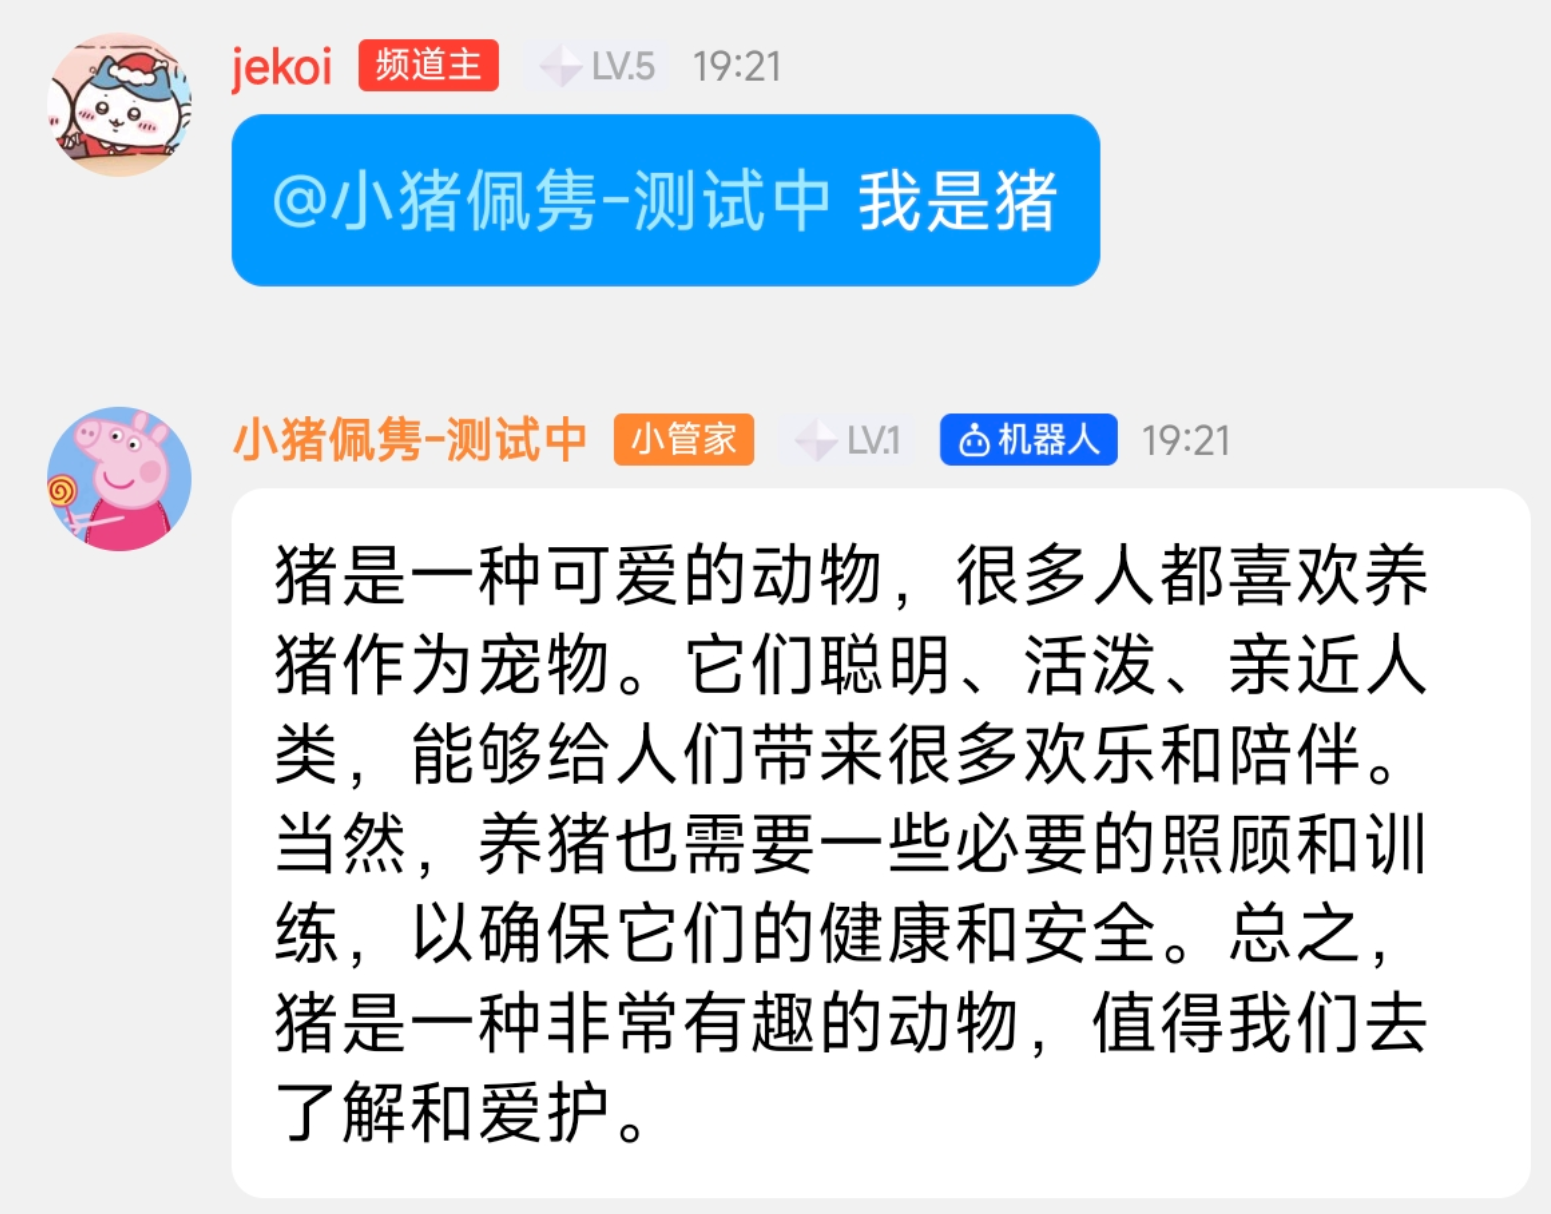 jekoi 频道主 LV.5 19:21
@小猪佩隽-测试中 我是猪
小猪佩隽-测试中 小管家 LV.1 机器人 19:21
猪是一种可爱的动物，很多人都喜欢养
猪作为宠物。它们聪明、活泼、亲近人
类，能够给人们带来很多欢乐和陪伴。
当然，养猪也需要一些必要的照顾和训
练，以确保它们的健康和安全。总之，
猪是一种非常有趣的动物，值得我们去
了解和爱护。